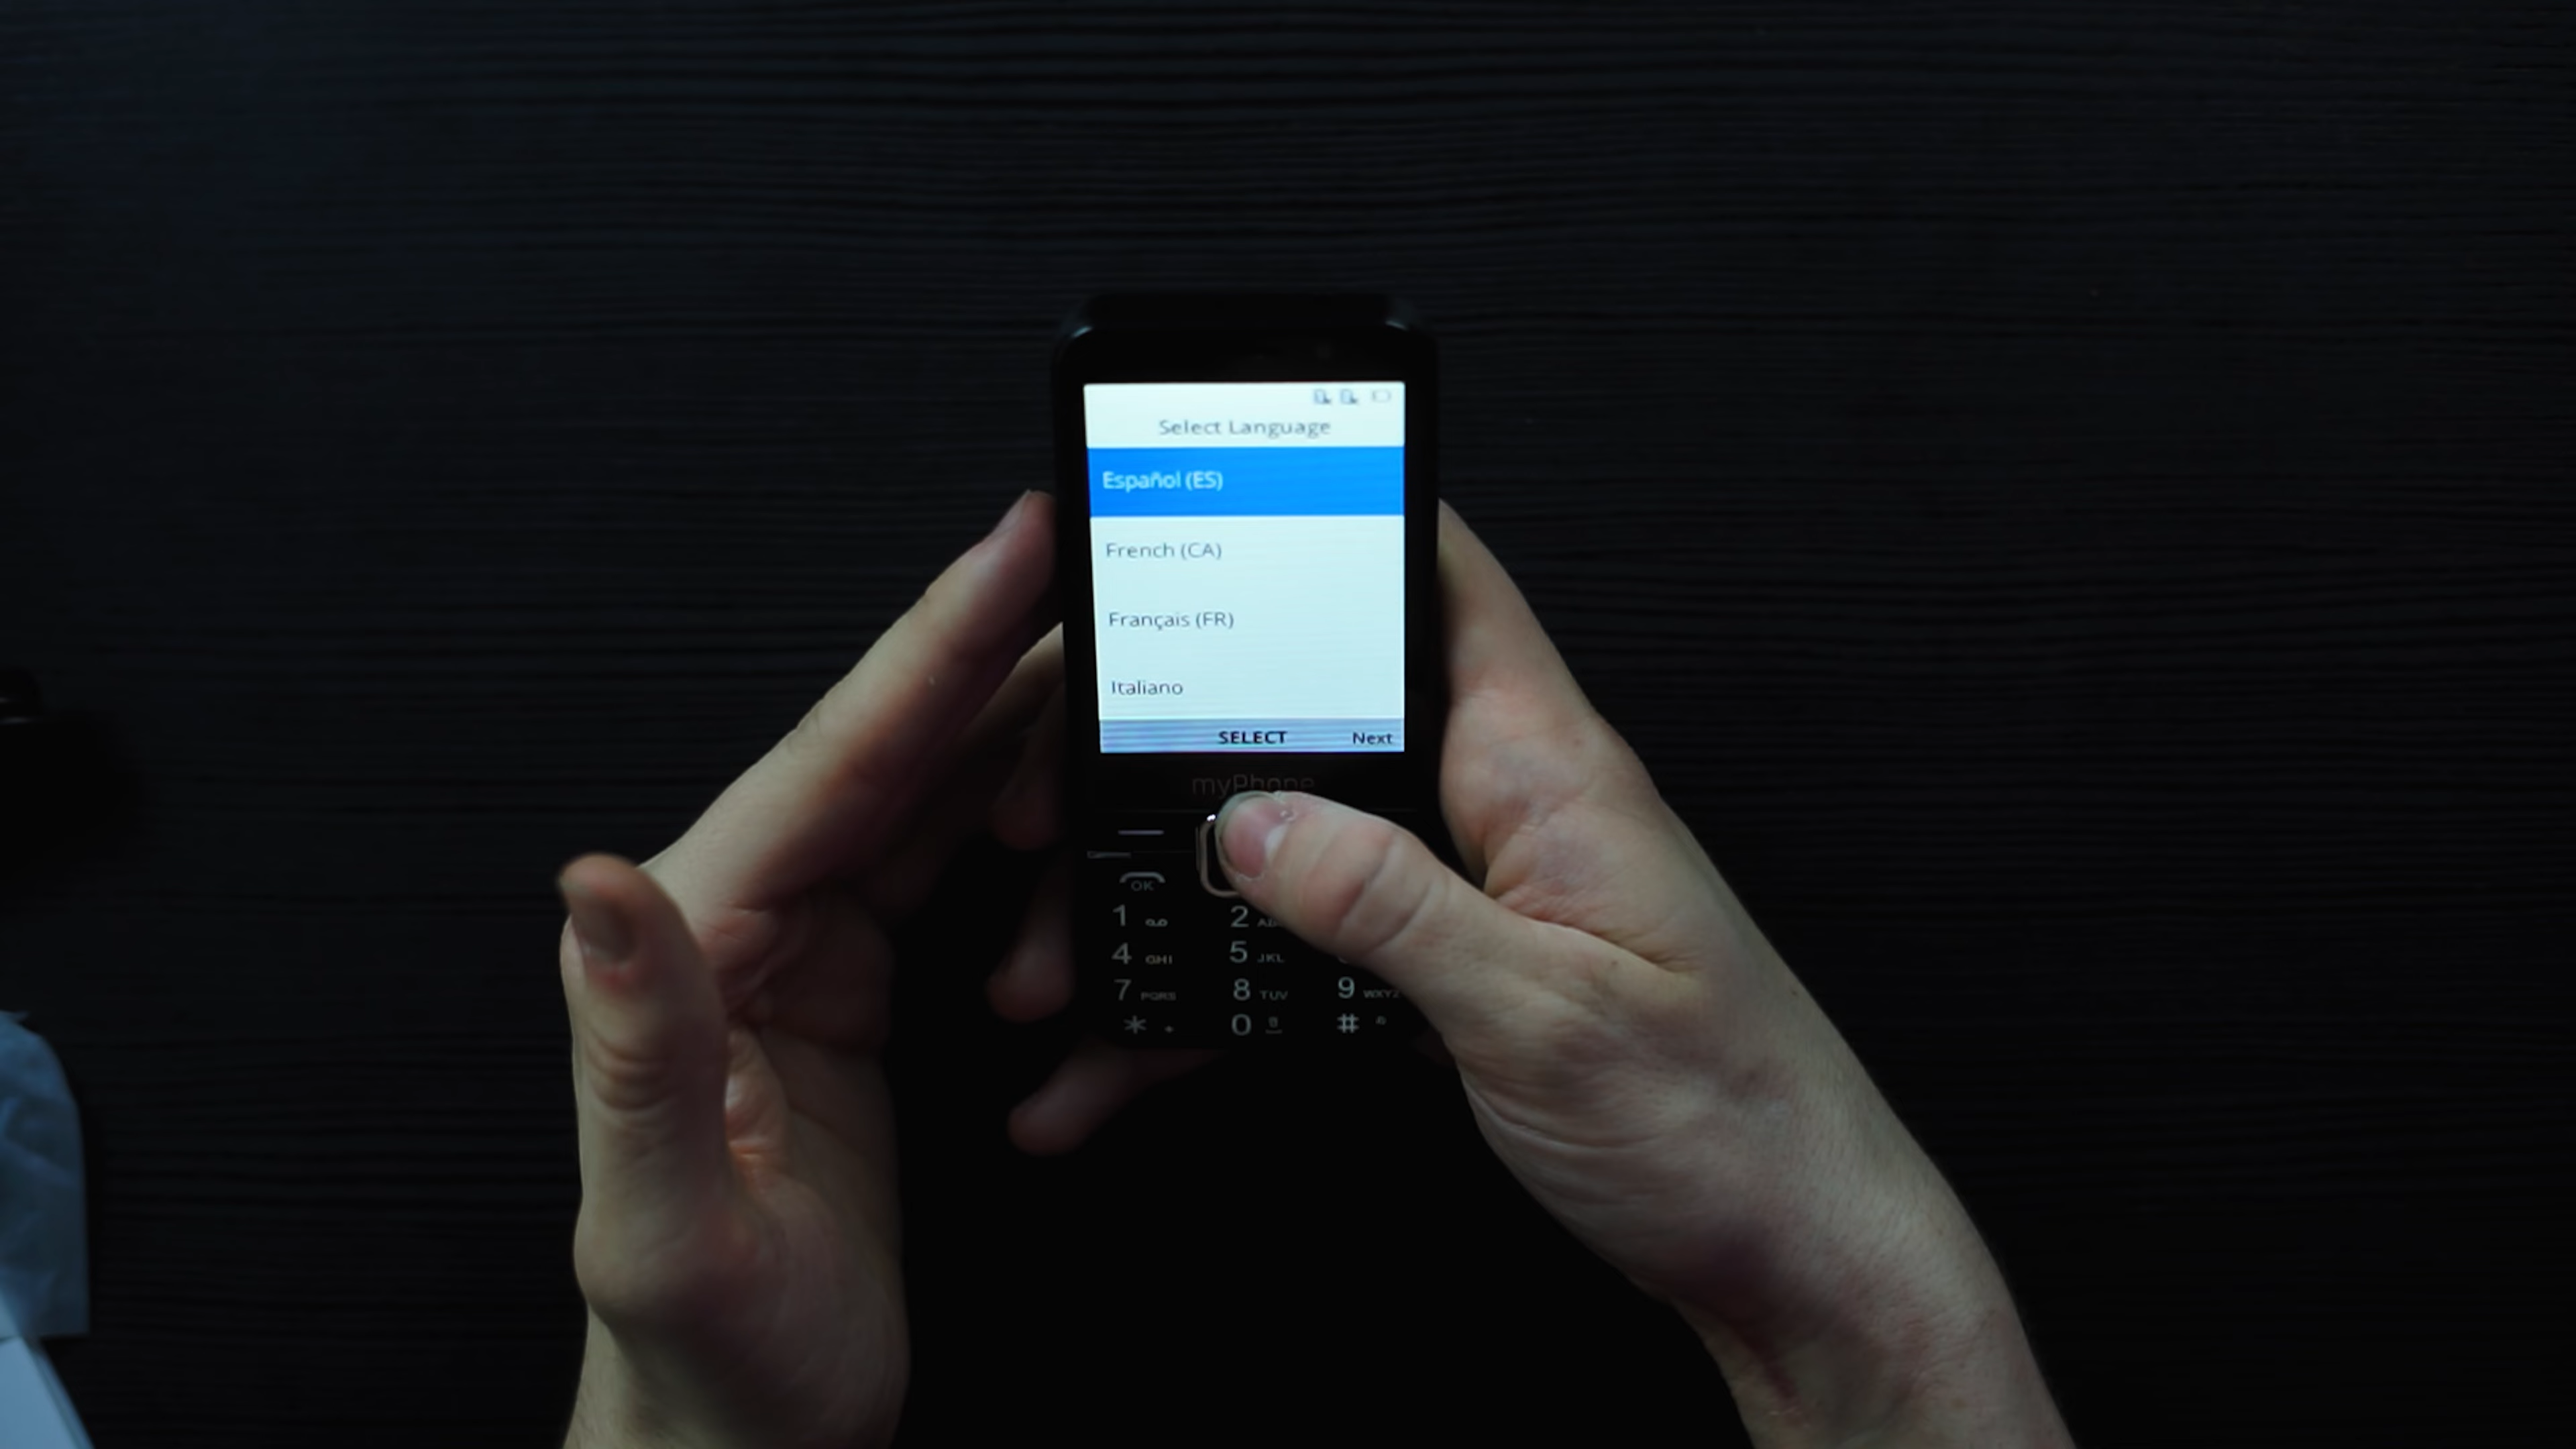 Select Language
Español (ES)
French (CA)
Français (FR)
Italiano
SELECT Next
myPhone
OK
1 2
4 GHI 5 JKL
7 PQRS 8 TUV 9 WXYZ
* + 0 #